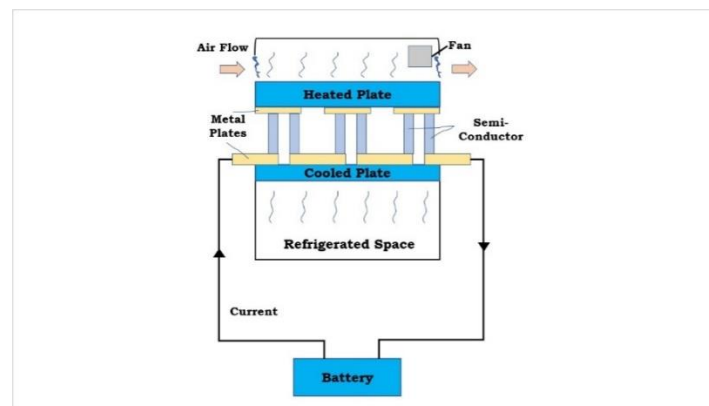 Air Flow
Fan
Heated Plate
Metal
Plates
Semi-
Conductor
Cooled Plate
Refrigerated Space
Current
Battery